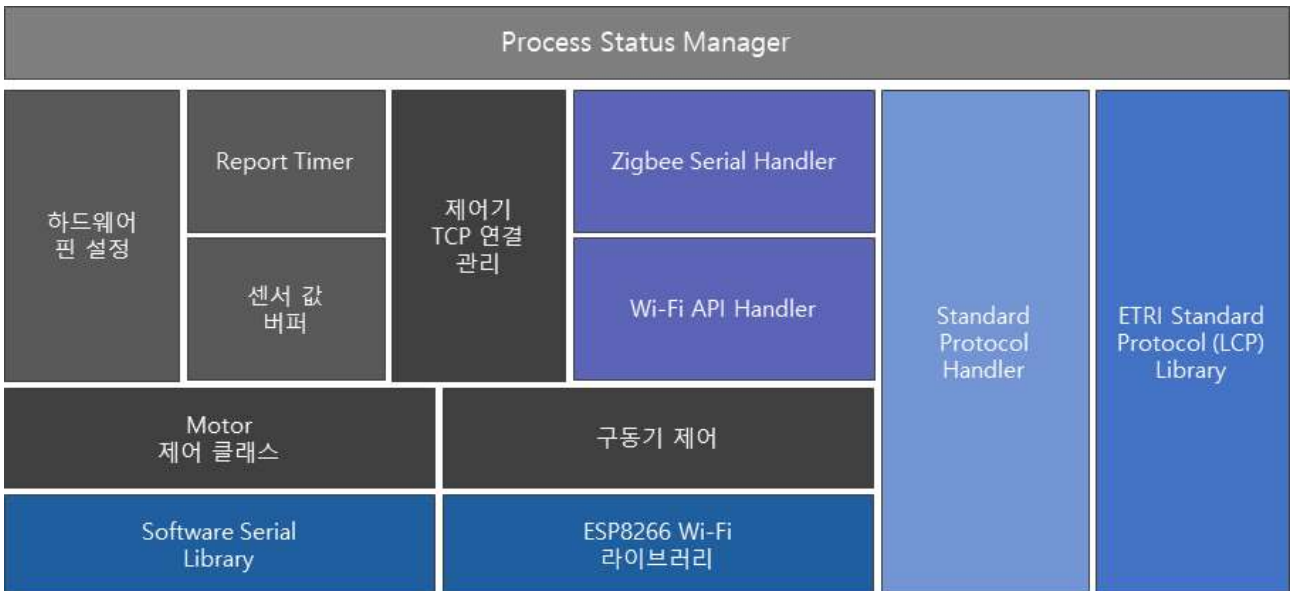 Process Status Manager
하드웨어
핀 설정
Report Timer
센서 값
버퍼
제어기
TCP 연결
관리
Zigbee Serial Handler
Wi-Fi API Handler
Standard
Protocol
Handler
ETRI Standard
Protocol (LCP)
Library
Motor
제어 클래스
구동기 제어
Software Serial
Library
ESP8266 Wi-Fi
라이브러리